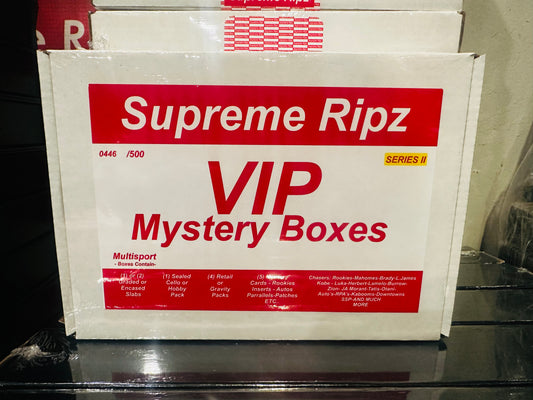 Supreme Ripz
e R
Supreme Ripz
0446 /500
SERIES II
VIP
Mystery Boxes
Multisport
- Boxes Contain-
(1) or (2)
Graded or
Encased
Slabs
(1) Sealed
Cello or
Hobby
Pack
(4) Retail
or
Gravity
Packs
(5)
Cards - Rookies
Inserts - Autos
Parrallels-Patches
ETC.
Chasers: Rookies-Mahomes-Brady-L.James
Kobe - Luka-Herbert-Lamelo-Burrow-
Zion- JA Morant-Tatis-Otani-
Auto's-RPA's-Kabooms-Downtowns
SSP-AND MUCH
MORE